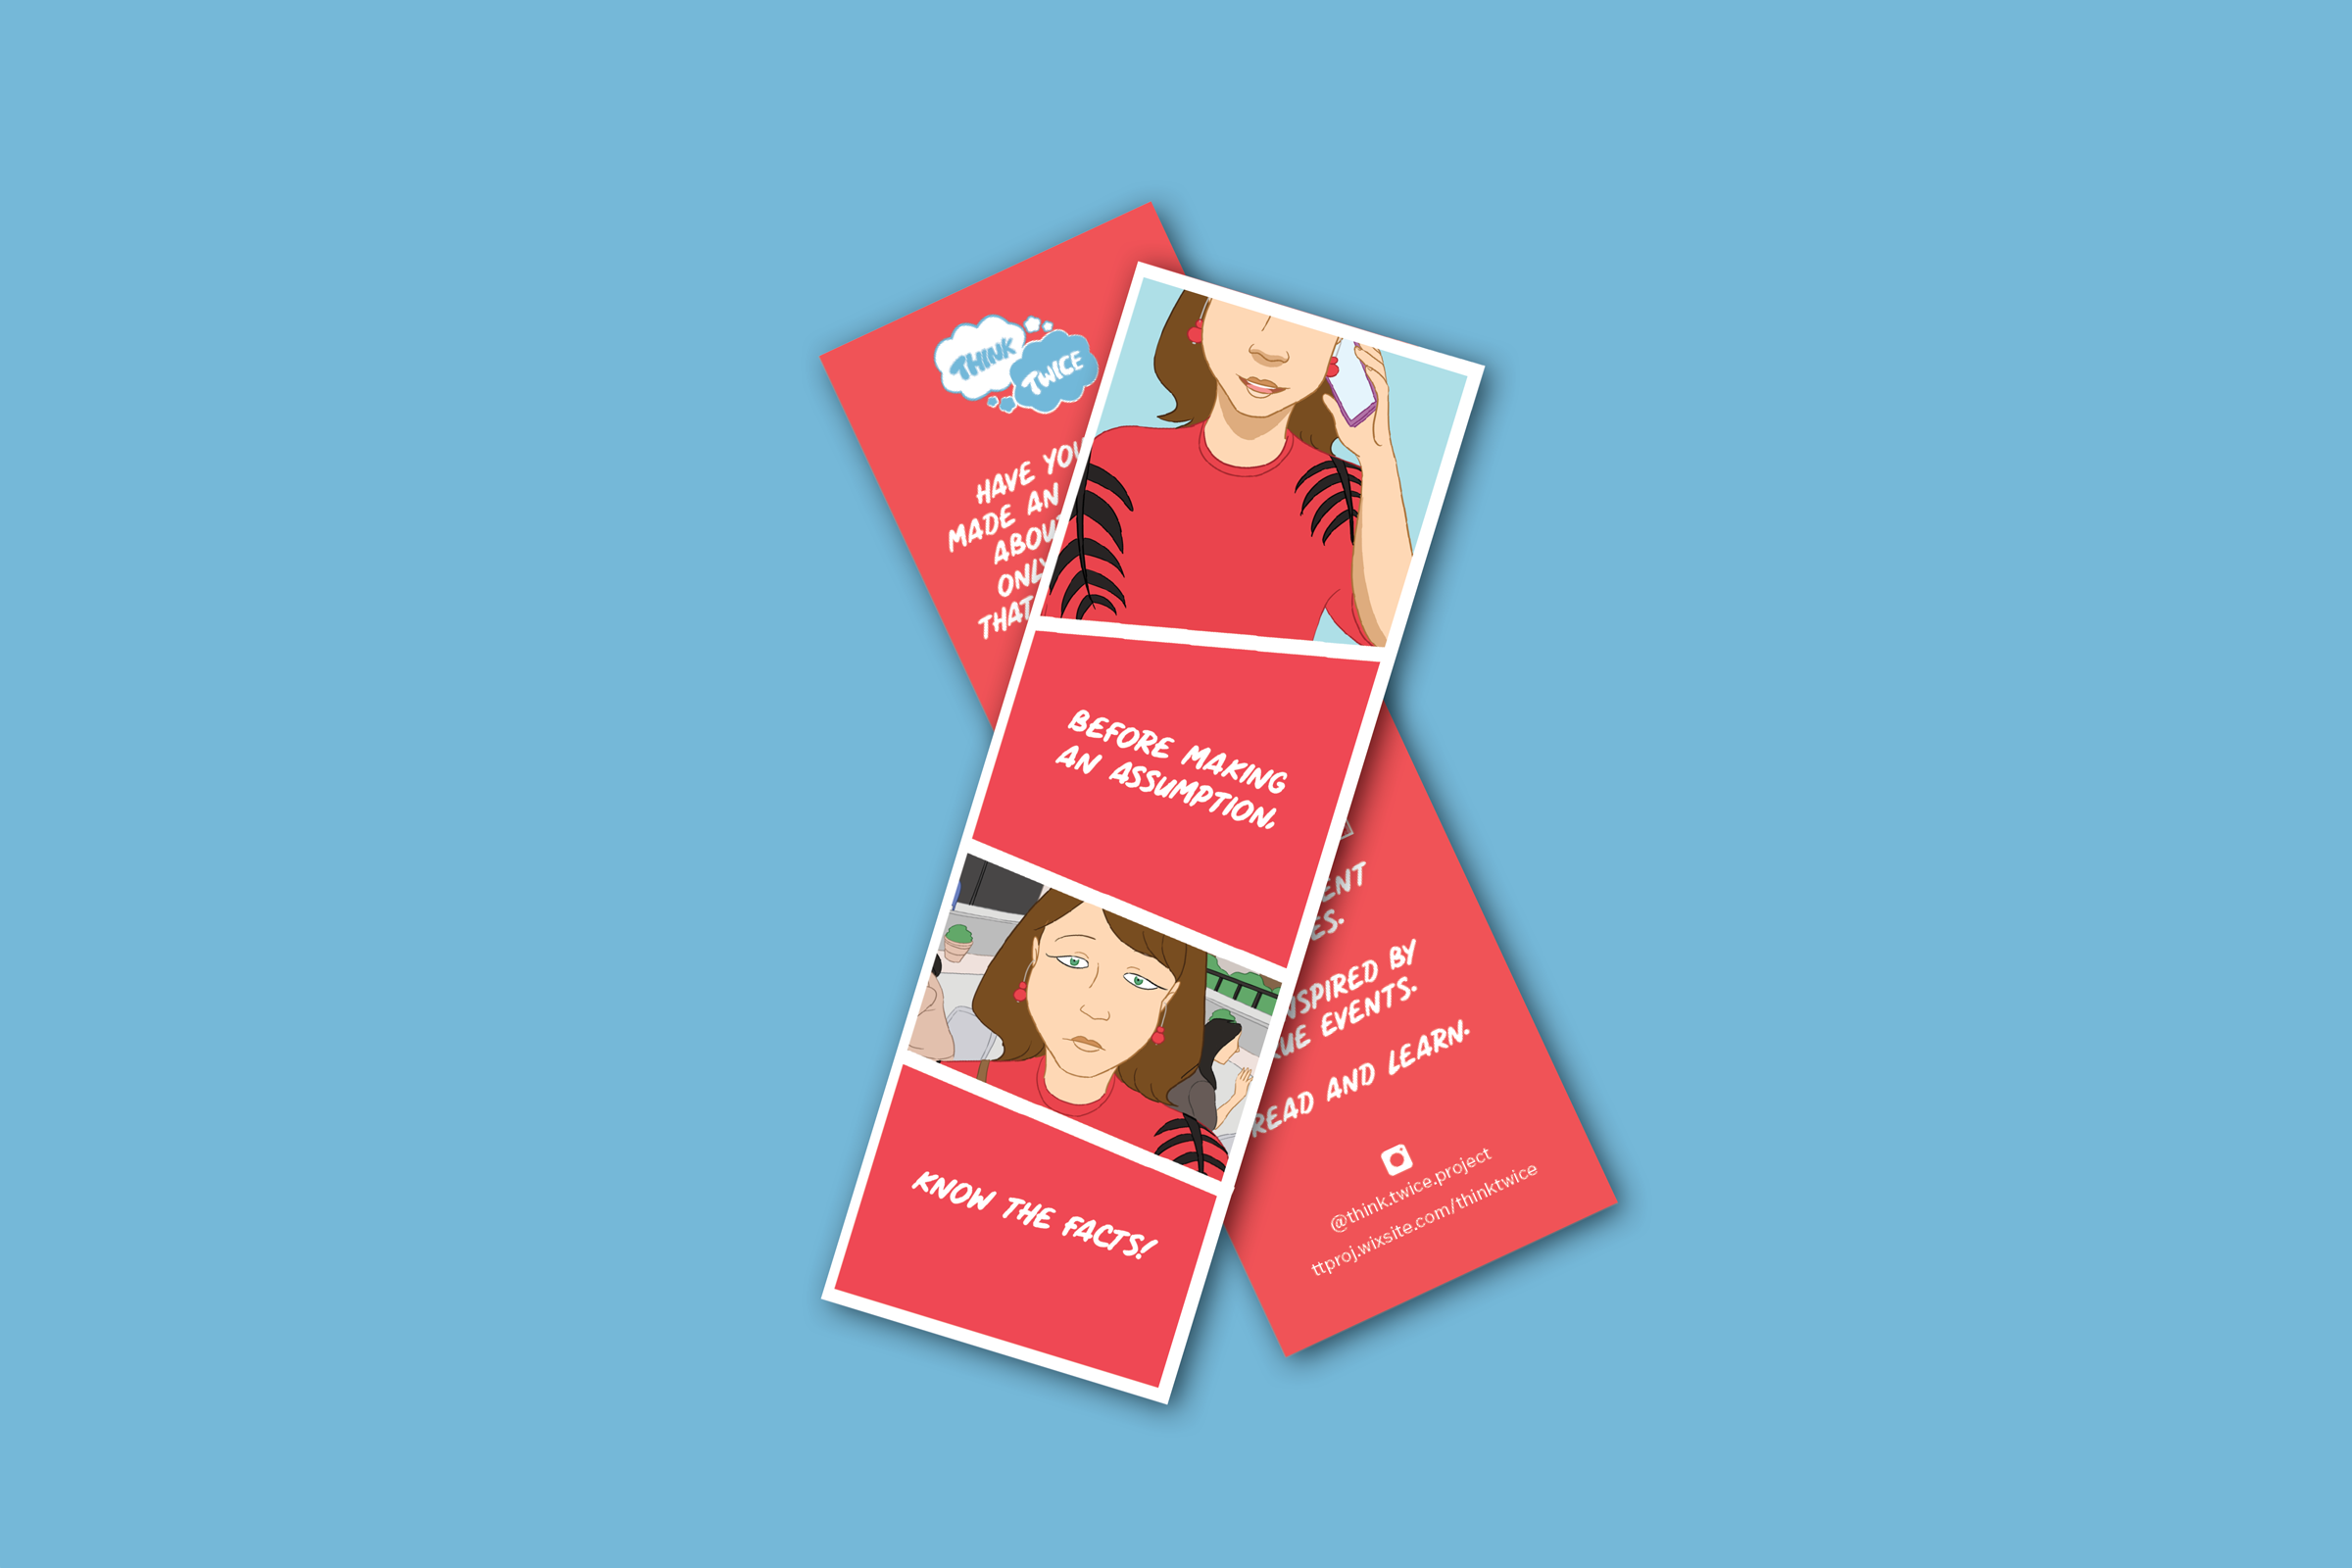 THINK
TWICE
HAVE YOU
MADE AN
ABOU
ONLY
THAT
BEFORE MAKING
AN ASSUMPTION,
KNOW THE FACTS!
ENT
ES.
NSPIRED BY
UE EVENTS.
READ AND LEARN.
@think.twice.project
ttproj.wixsite.com/thinktwice